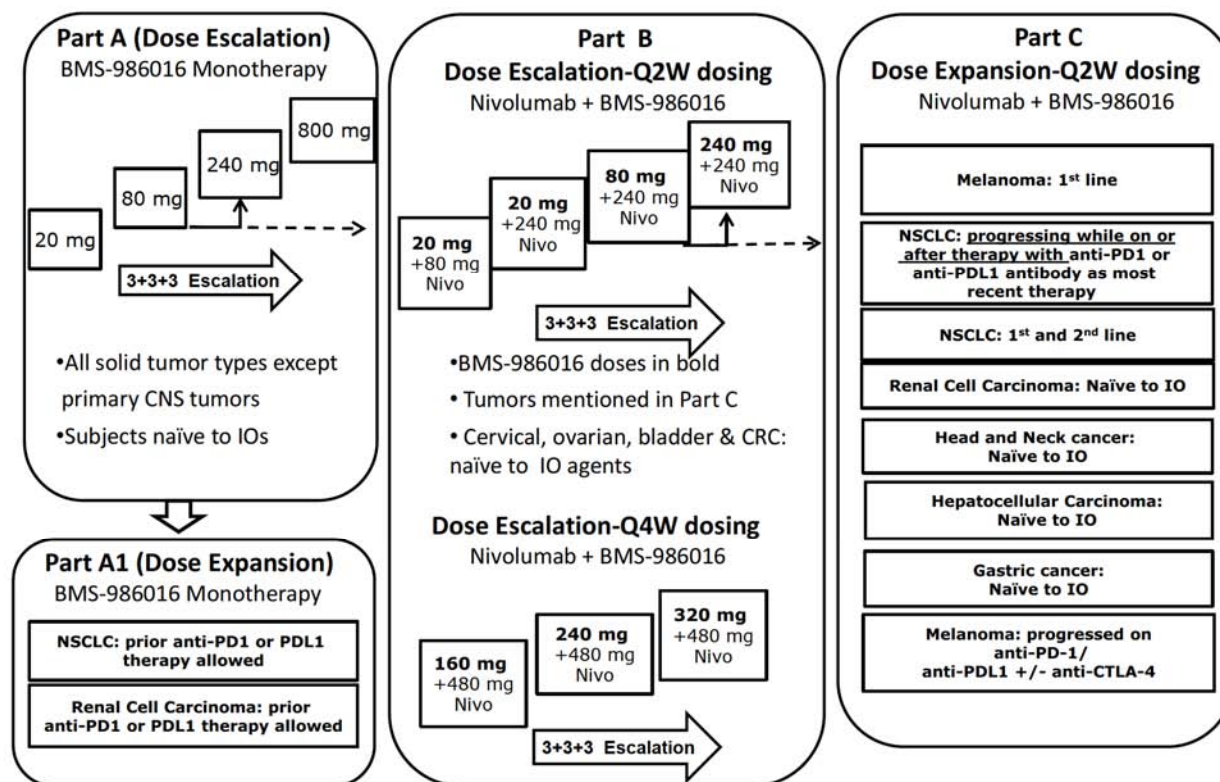 Part A (Dose Escalation)
BMS-986016 Monotherapy
800 mg
240 mg
80 mg
20 mg
3+3+3 Escalation
•All solid tumor types except
primary CNS tumors
•Subjects naïve to IOs
Part A1 (Dose Expansion)
BMS-986016 Monotherapy
NSCLC: prior anti-PD1 or PDL1
therapy allowed
Renal Cell Carcinoma: prior
anti-PD1 or PDL1 therapy allowed
Part B
Dose Escalation-Q2W dosing
Nivolumab + BMS-986016
240 mg
+240 mg
Nivo
80 mg
+240 mg
Nivo
20 mg
+240 mg
Nivo
20 mg
+80 mg
Nivo
3+3+3 Escalation
•BMS-986016 doses in bold
• Tumors mentioned in Part C
• Cervical, ovarian, bladder & CRC:
naïve to IO agents
Dose Escalation-Q4W dosing
Nivolumab + BMS-986016
320 mg
+480 mg
Nivo
240 mg
+480 mg
Nivo
160 mg
+480 mg
Nivo
3+3+3 Escalation
Part C
Dose Expansion-Q2W dosing
Nivolumab + BMS-986016
Melanoma: 1st line
NSCLC: progressing while on or
after therapy with anti-PD1 or
anti-PDL1 antibody as most
recent therapy
NSCLC: 1st and 2nd line
Renal Cell Carcinoma: Naïve to IO
Head and Neck cancer:
Naïve to IO
Hepatocellular Carcinoma:
Naïve to IO
Gastric cancer:
Naïve to IO
Melanoma: progressed on
anti-PD-1/
anti-PDL1 +/- anti-CTLA-4